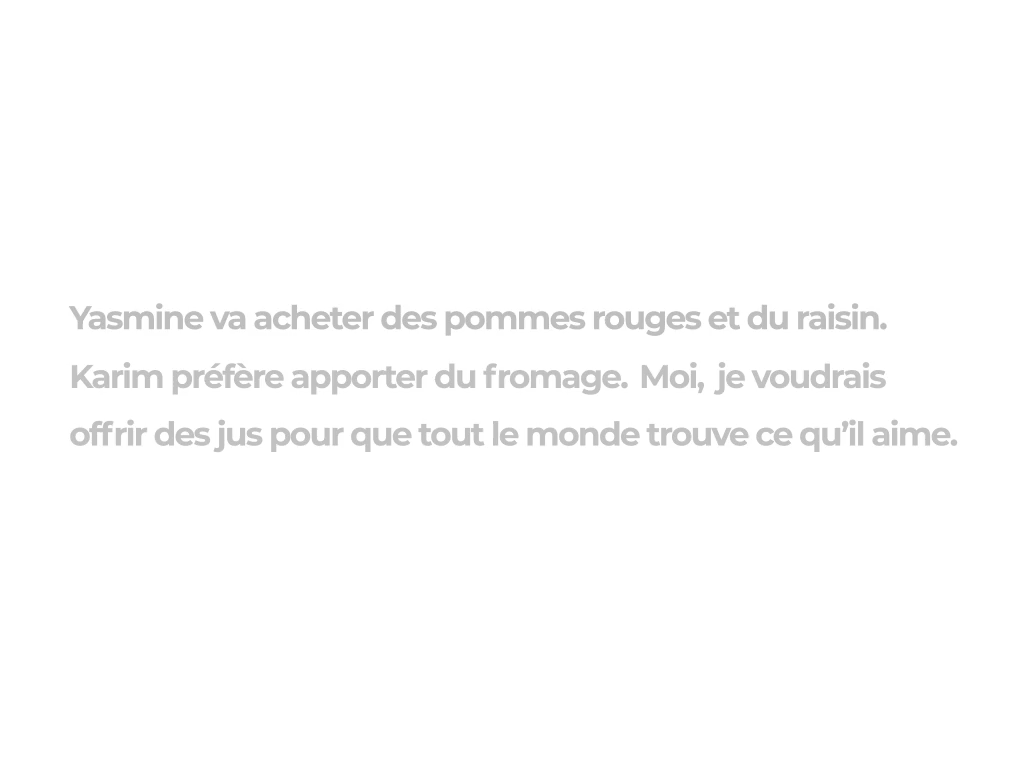 Yasmine va acheter des pommes rouges et du raisin.
Karim préfère apporter du fromage. Moi, je voudrais
offrir des jus pour que tout le monde trouve ce qu’il aime.